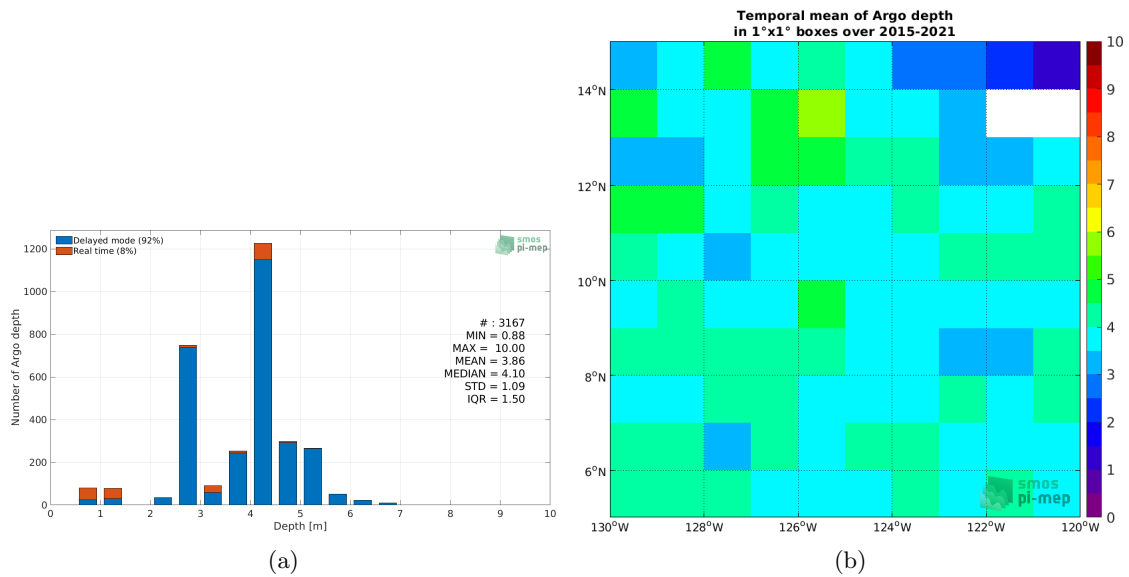 Delayed mode (92%)
Real time (8%)
smos
pi-mep
# : 3167
MIN = 0.88
MAX = 10.00
MEAN = 3.86
MEDIAN = 4.10
STD = 1.09
IQR = 1.50
Number of Argo depth
1200
1000
800
600
400
200
0
0 1 2 3 4 5 6 7 8 9 10
Depth [m]
(a)
Temporal mean of Argo depth
in 1°x1° boxes over 2015-2021
14°N
12°N
10°N
8°N
6°N
130°W 128°W 126°W 124°W 122°W 120°W
smos
pi-mep
10
9
8
7
6
5
4
3
2
1
0
(b)